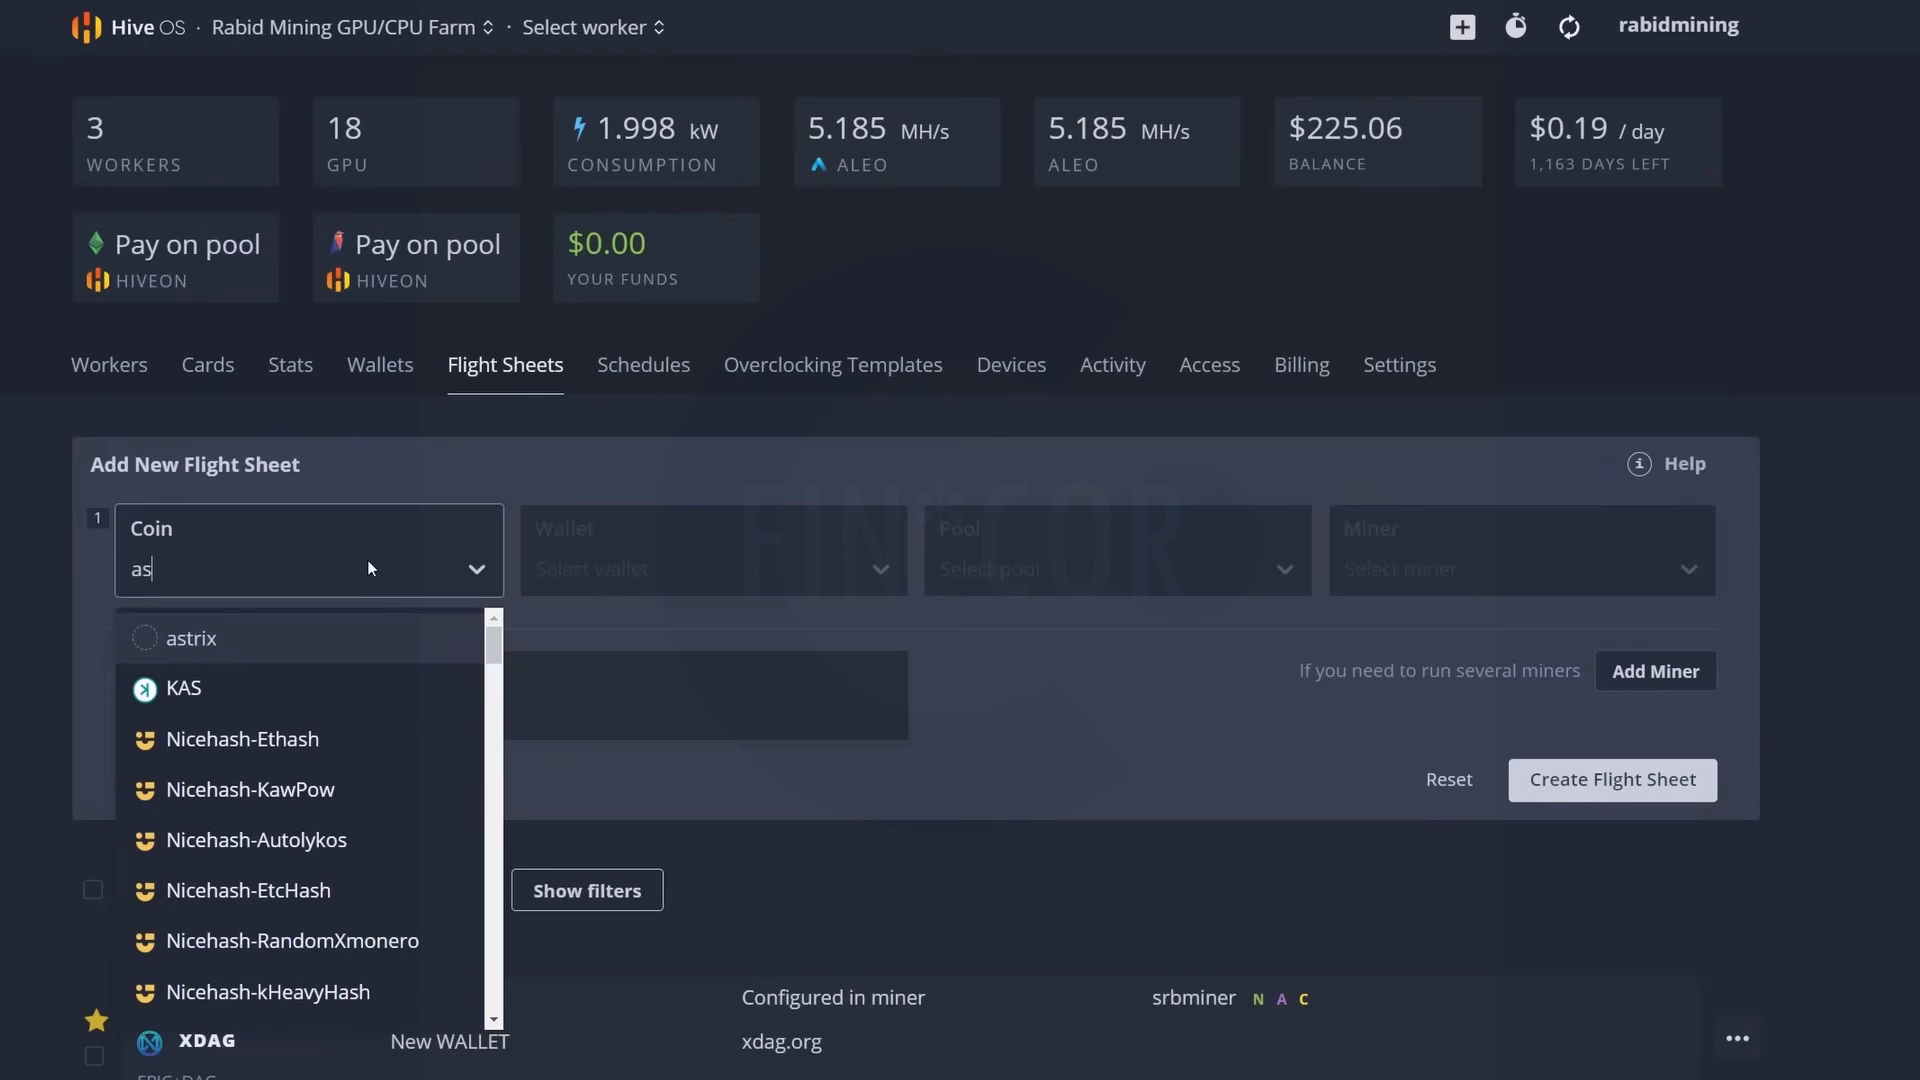 Hive OS · Rabid Mining GPU/CPU Farm · Select worker
rabidmining
3
WORKERS
18
GPU
1.998 kW
CONSUMPTION
5.185 MH/s
ALEO
5.185 MH/s
ALEO
$225.06
BALANCE
$0.19 / day
1,163 DAYS LEFT
Pay on pool
HIVEON
Pay on pool
HIVEON
$0.00
YOUR FUNDS
Workers Cards Stats Wallets Flight Sheets Schedules Overclocking Templates Devices Activity Access Billing Settings
Add New Flight Sheet
Help
1
Coin
as
Wallet
Select wallet
Pool
Select pool
Miner
Select miner
FIN*COR
astrix
KAS
Nicehash-Ethash
Nicehash-KawPow
Nicehash-Autolykos
Nicehash-EtcHash
Nicehash-RandomXmonero
Nicehash-kHeavyHash
If you need to run several miners
Add Miner
Reset
Create Flight Sheet
Show filters
Configured in miner
srbminer N A C
XDAG
New WALLET
xdag.org
EPIC+DAG